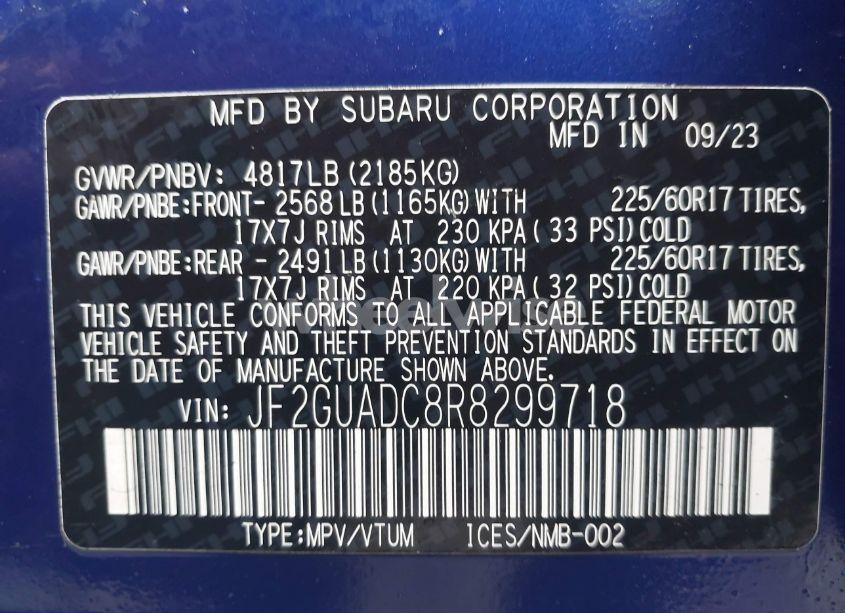 MFD BY SUBARU CORPORATION
MFD IN 09/23
GVWR/PNBV: 4817LB (2185KG)
GAWR/PNBE:FRONT- 2568 LB (1165KG) WITH 225/60R17 TIRES,
17X7J RIMS AT 230 KPA ( 33 PSI) COLD
GAWR/PNBE:REAR - 2491 LB (1130KG) WITH 225/60R17 TIRES,
17X7J RIMS AT 220 KPA ( 32 PSI) COLD
THIS VEHICLE CONFORMS TO ALL APPLICABLE FEDERAL MOTOR
VEHICLE SAFETY AND THEFT PREVENTION STANDARDS IN EFFECT ON
THE DATE OF MANUFACTURE SHOWN ABOVE.
VIN: JF2GUADC8R8299718
TYPE:MPV/VTUM ICES/NMB-002